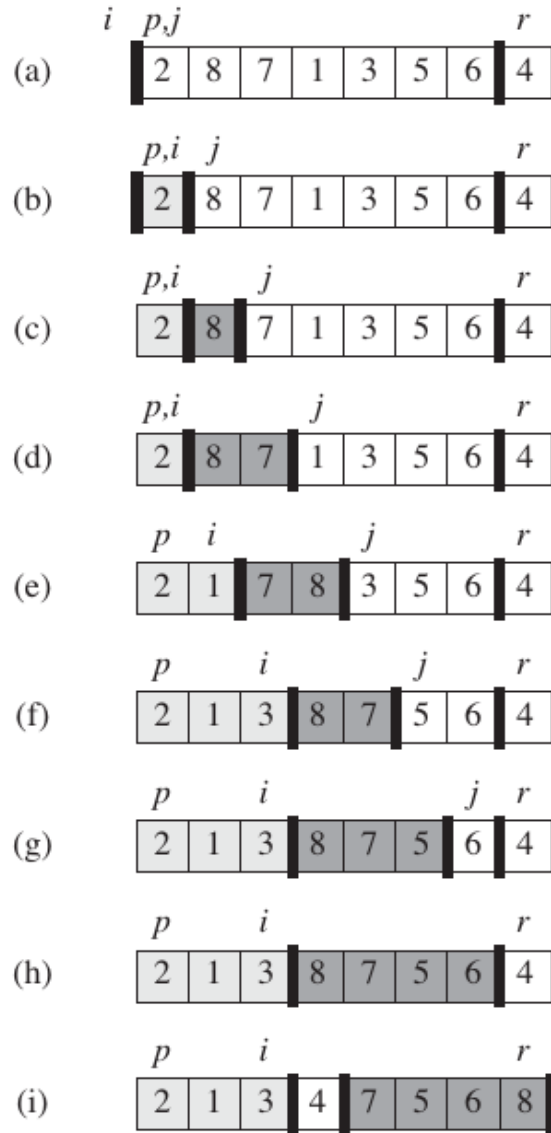 i p,j r
(a) 2 8 7 1 3 5 6 4
p,i j r
(b) 2 8 7 1 3 5 6 4
p,i j r
(c) 2 8 7 1 3 5 6 4
p,i j r
(d) 2 8 7 1 3 5 6 4
p i j r
(e) 2 1 7 8 3 5 6 4
p i j r
(f) 2 1 3 8 7 5 6 4
p i j r
(g) 2 1 3 8 7 5 6 4
p i r
(h) 2 1 3 8 7 5 6 4
p i r
(i) 2 1 3 4 7 5 6 8